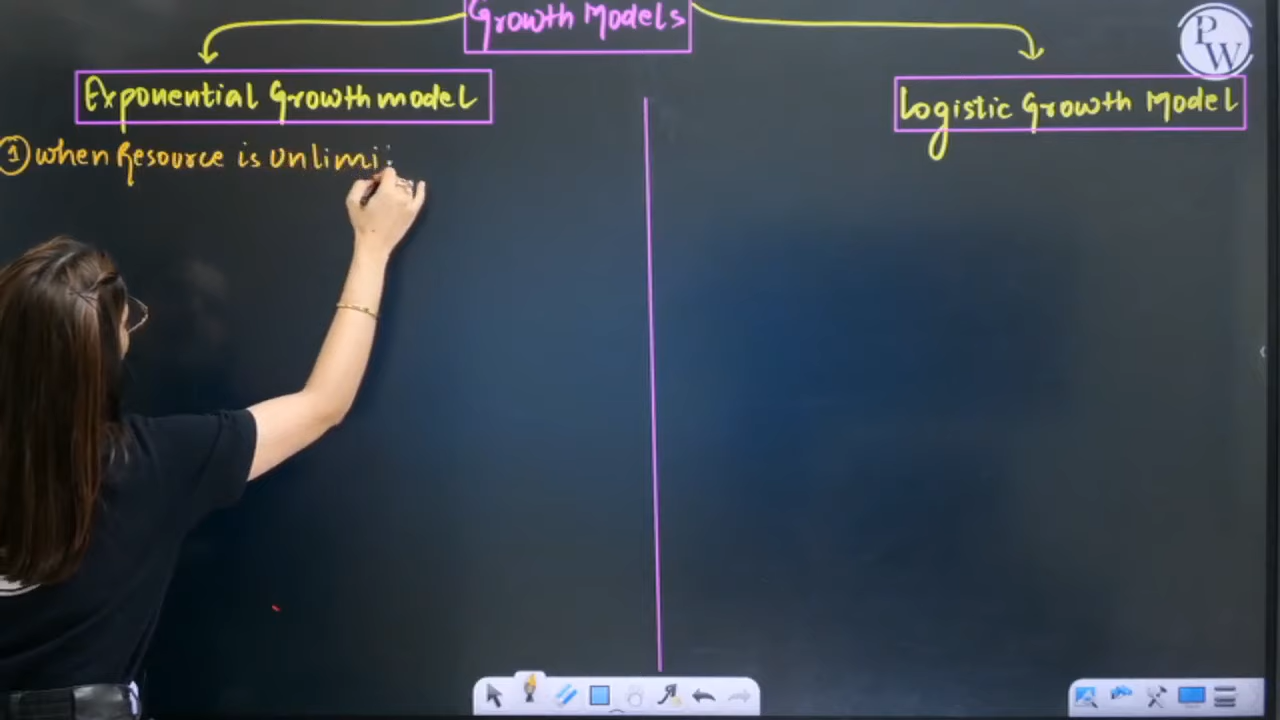 Growth Models
Exponential Growth model
Logistic Growth Model
PW
① when Resource is Unlimi